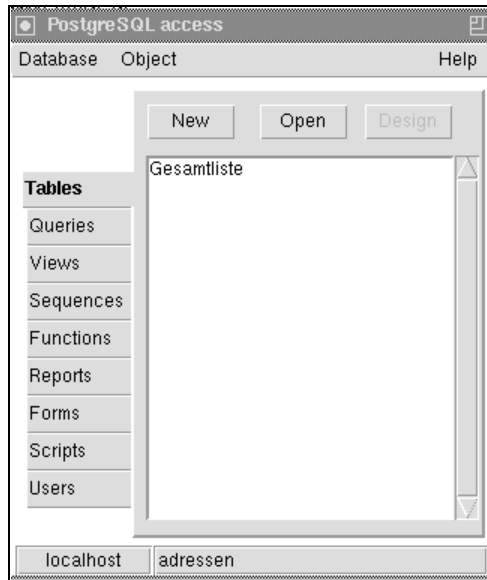 PostgreSQL access
Database Object Help
New Open Design
Gesamtliste
Tables
Queries
Views
Sequences
Functions
Reports
Forms
Scripts
Users
localhost adressen